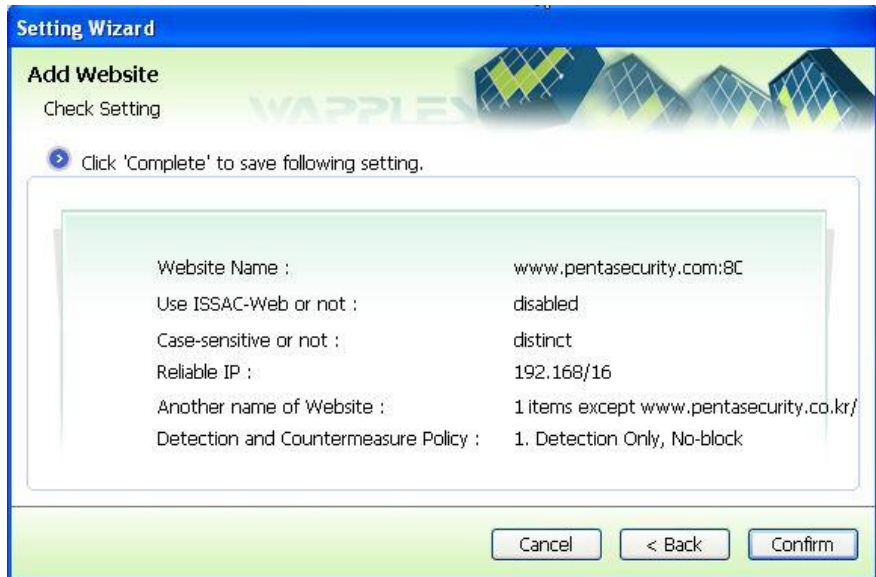 Setting Wizard
Add Website
Check Setting
WAPPLES
Click 'Complete' to save following setting.
Website Name : www.pentasecurity.com:80
Use ISSAC-Web or not : disabled
Case-sensitive or not : distinct
Reliable IP : 192.168/16
Another name of Website : 1 items except www.pentasecurity.co.kr/
Detection and Countermeasure Policy : 1. Detection Only, No-block
Cancel < Back Confirm